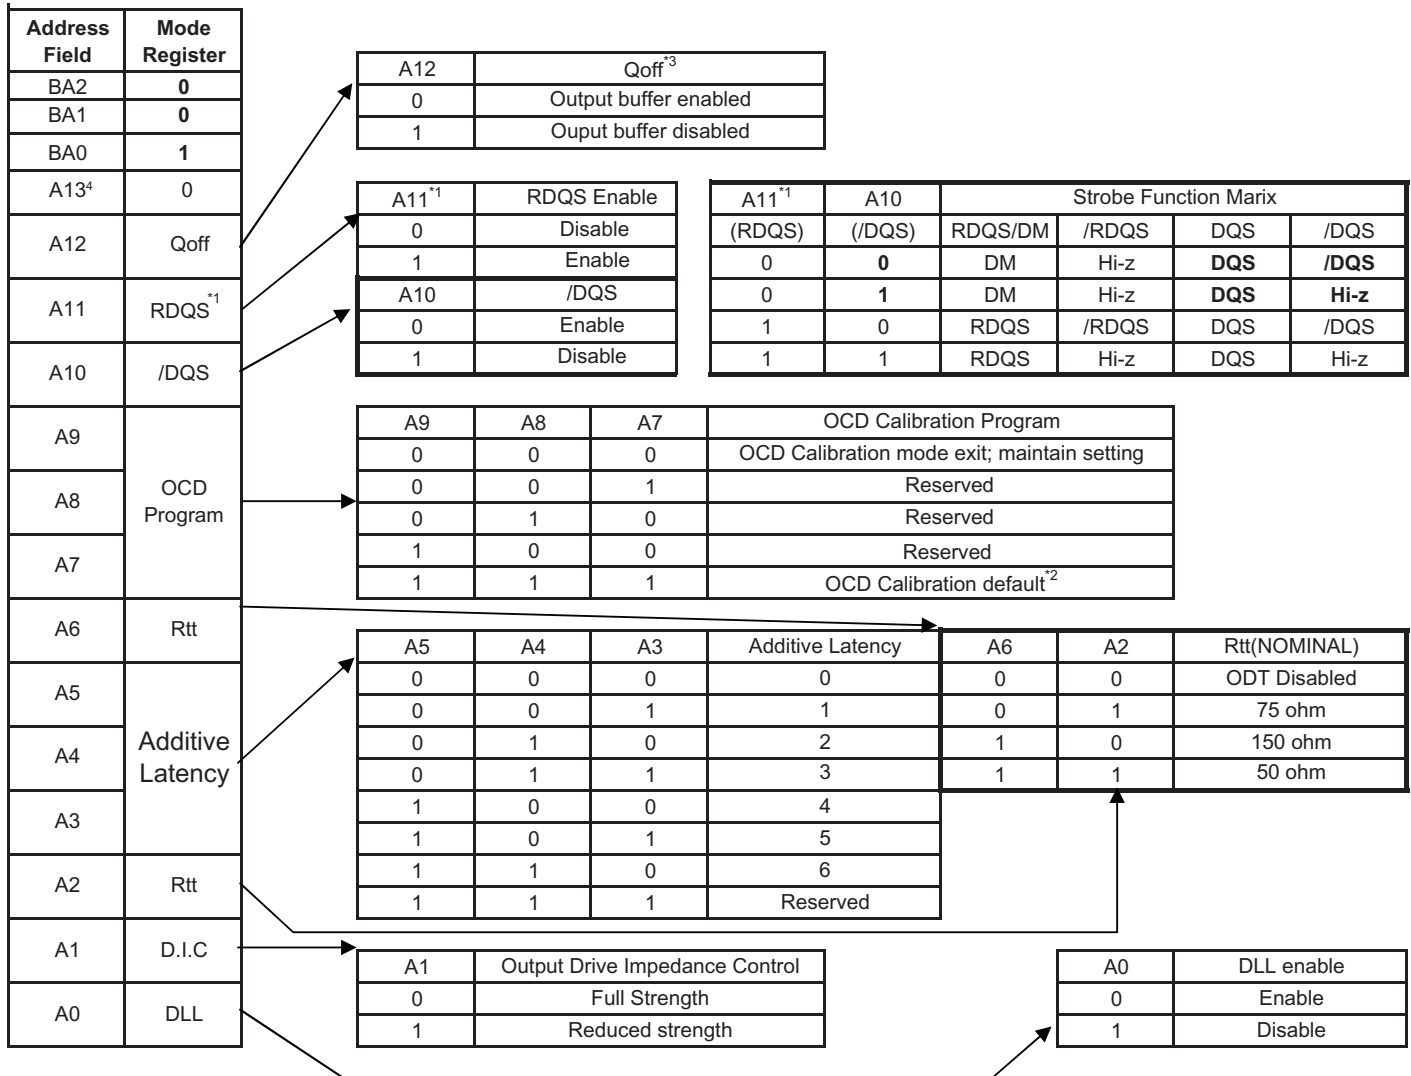 Address Field Mode Register
BA2 0
BA1 0
BA0 1
A13⁴ 0
A12 Qoff
A11 RDQS*1
A10 /DQS
A9
A8
A7
OCD Program
A6 Rtt
A5
A4
A3
Additive Latency
A2 Rtt
A1 D.I.C
A0 DLL
A12 Qoff*3
0 Output buffer enabled
1 Ouput buffer disabled
A11*1 RDQS Enable
0 Disable
1 Enable
A10 /DQS
0 Enable
1 Disable
A11*1 A10 Strobe Function Marix
(RDQS) (/DQS) RDQS/DM /RDQS DQS /DQS
0 0 DM Hi-z DQS /DQS
0 1 DM Hi-z DQS Hi-z
1 0 RDQS /RDQS DQS /DQS
1 1 RDQS Hi-z DQS Hi-z
A9 A8 A7 OCD Calibration Program
0 0 0 OCD Calibration mode exit; maintain setting
0 0 1 Reserved
0 1 0 Reserved
1 0 0 Reserved
1 1 1 OCD Calibration default*2
A5 A4 A3 Additive Latency
0 0 0 0
0 0 1 1
0 1 0 2
0 1 1 3
1 0 0 4
1 0 1 5
1 1 0 6
1 1 1 Reserved
A6 A2 Rtt(NOMINAL)
0 0 ODT Disabled
0 1 75 ohm
1 0 150 ohm
1 1 50 ohm
A1 Output Drive Impedance Control
0 Full Strength
1 Reduced strength
A0 DLL enable
0 Enable
1 Disable